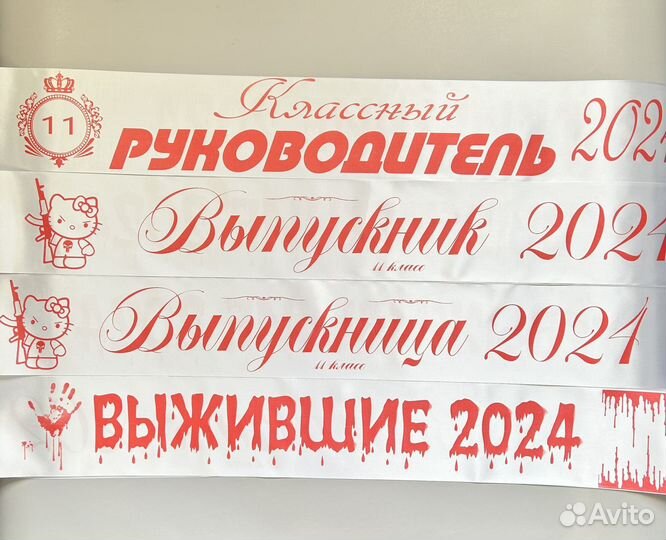 11
Классный
РУКОВОДИТЕЛЬ 2024
Выпускник 2024
11 класс
Выпускница 2024
11 класс
ВЫЖИВШИЕ 2024
Avito